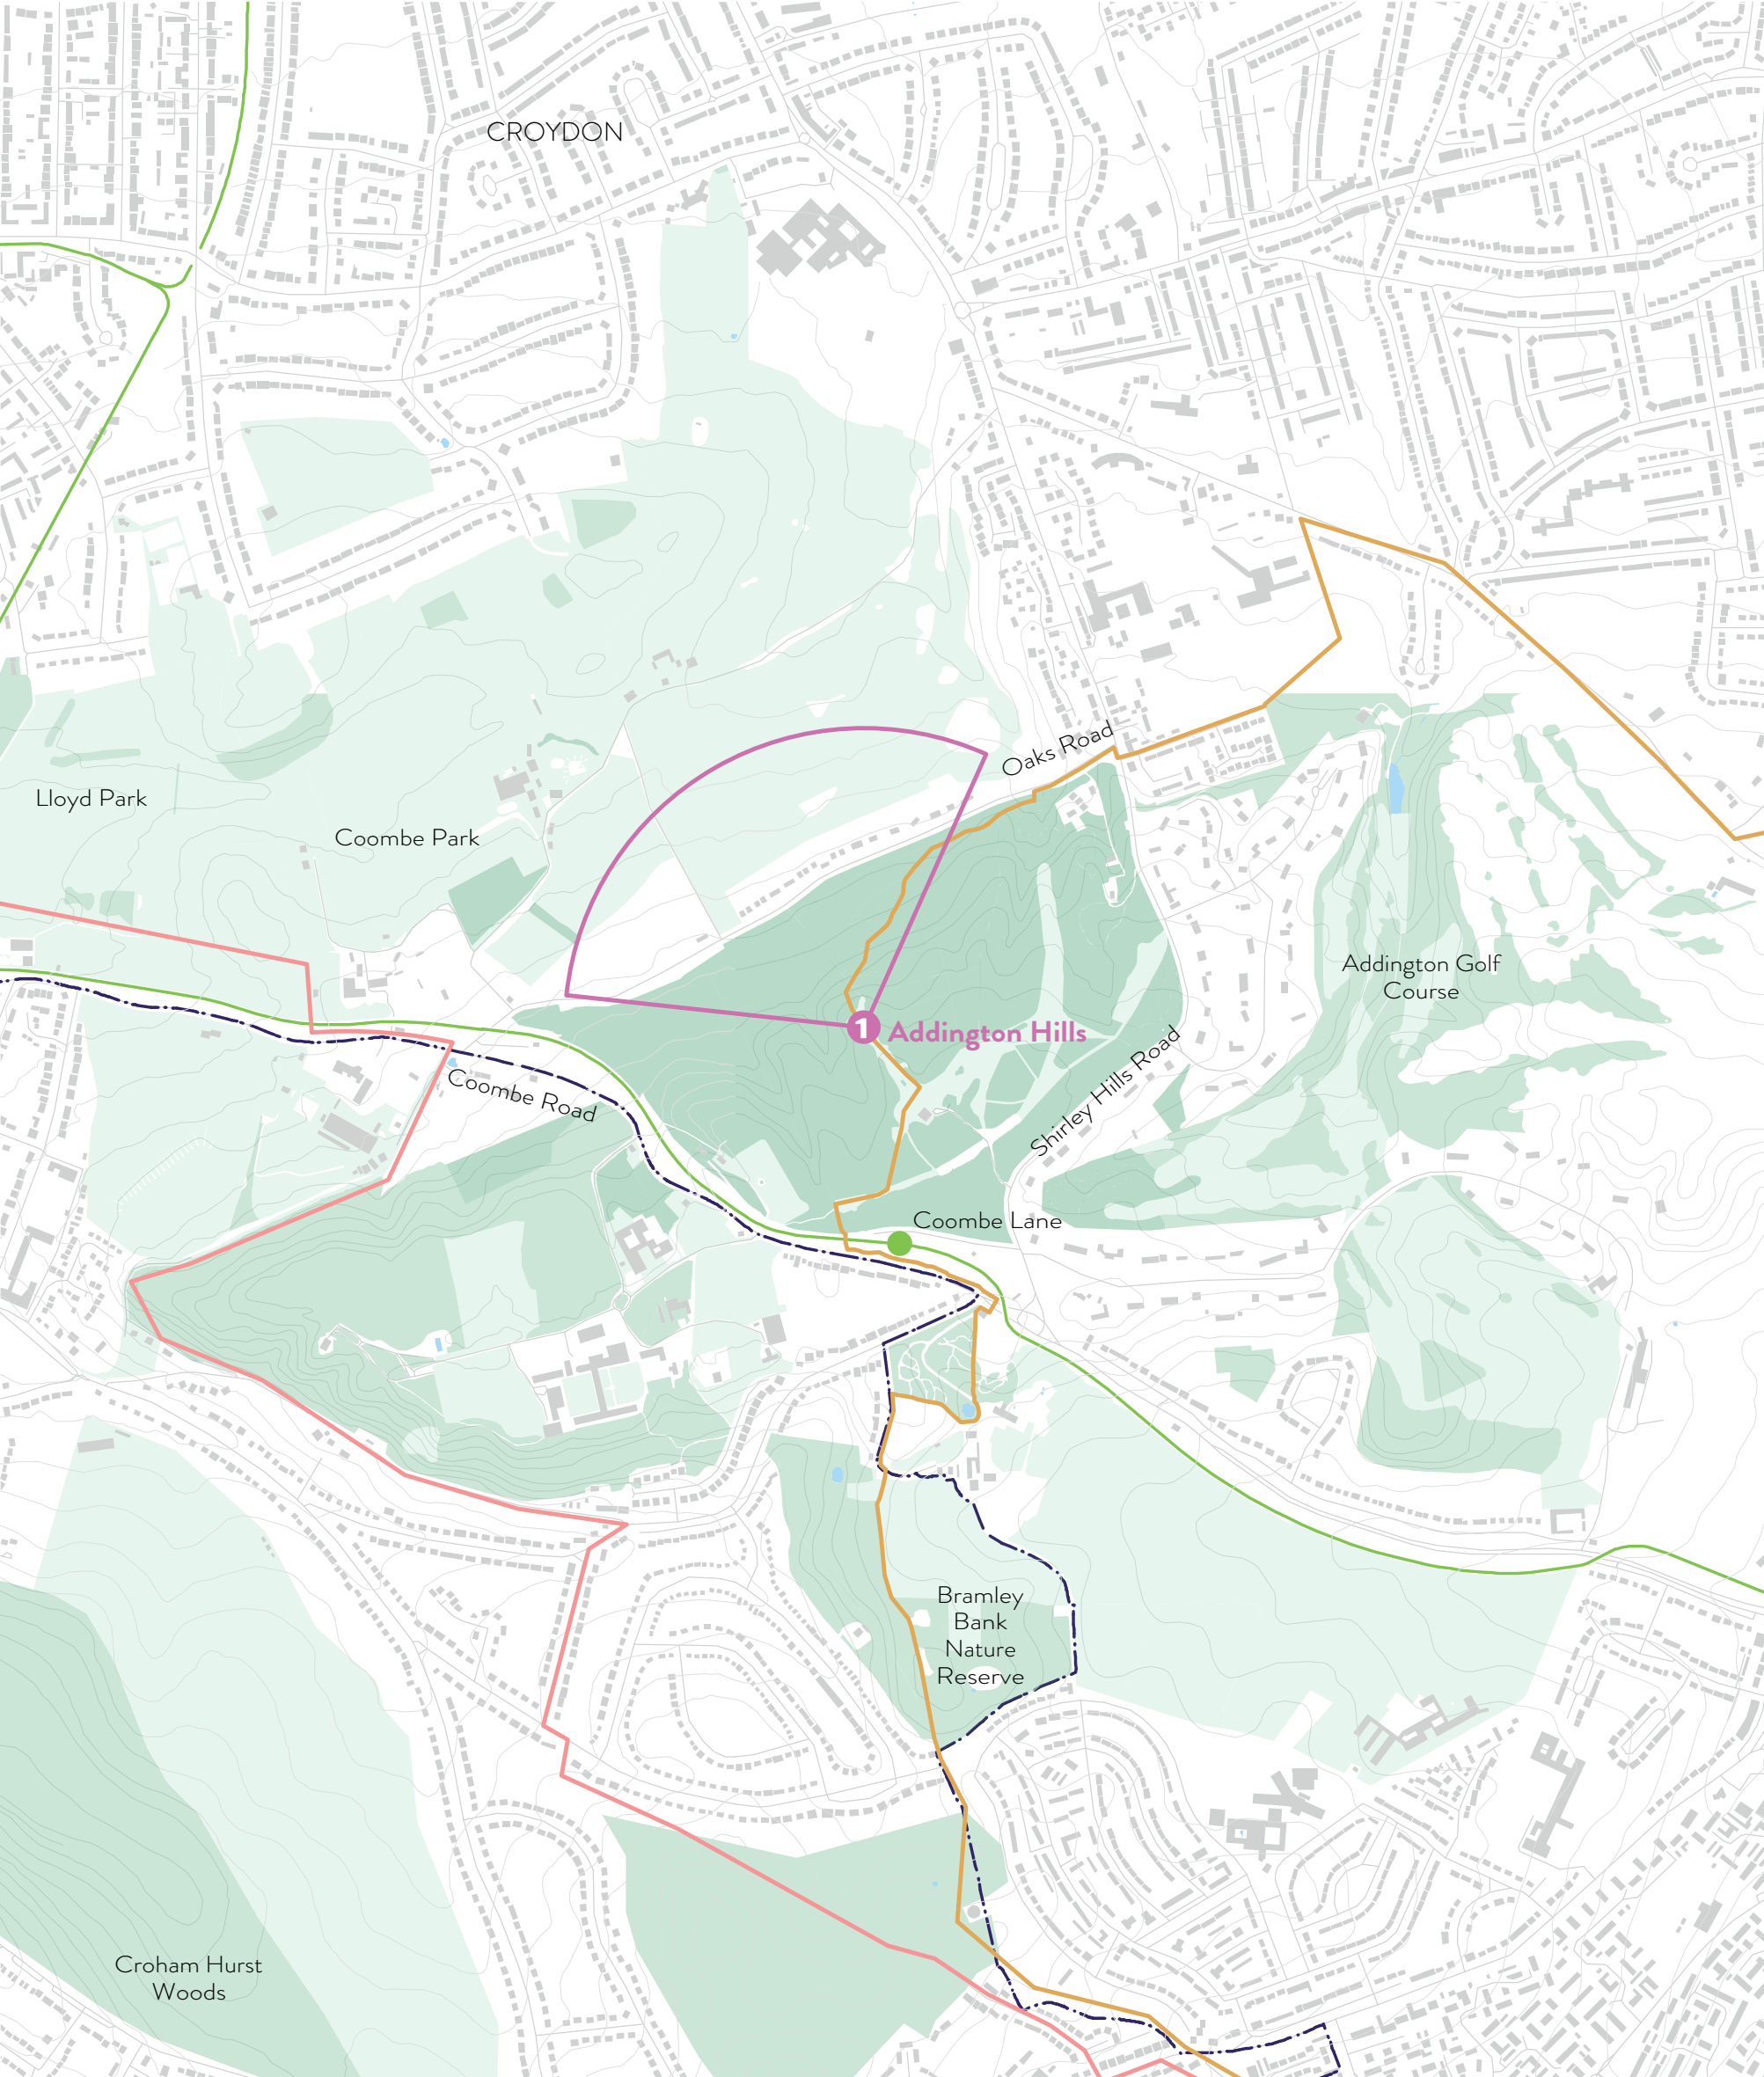 CROYDON
Oaks Road
Lloyd Park
Coombe Park
Addington Golf
Course
1 Addington Hills
Coombe Road
Shirley Hills Road
Coombe Lane
Bramley
Bank
Nature
Reserve
Croham Hurst
Woods